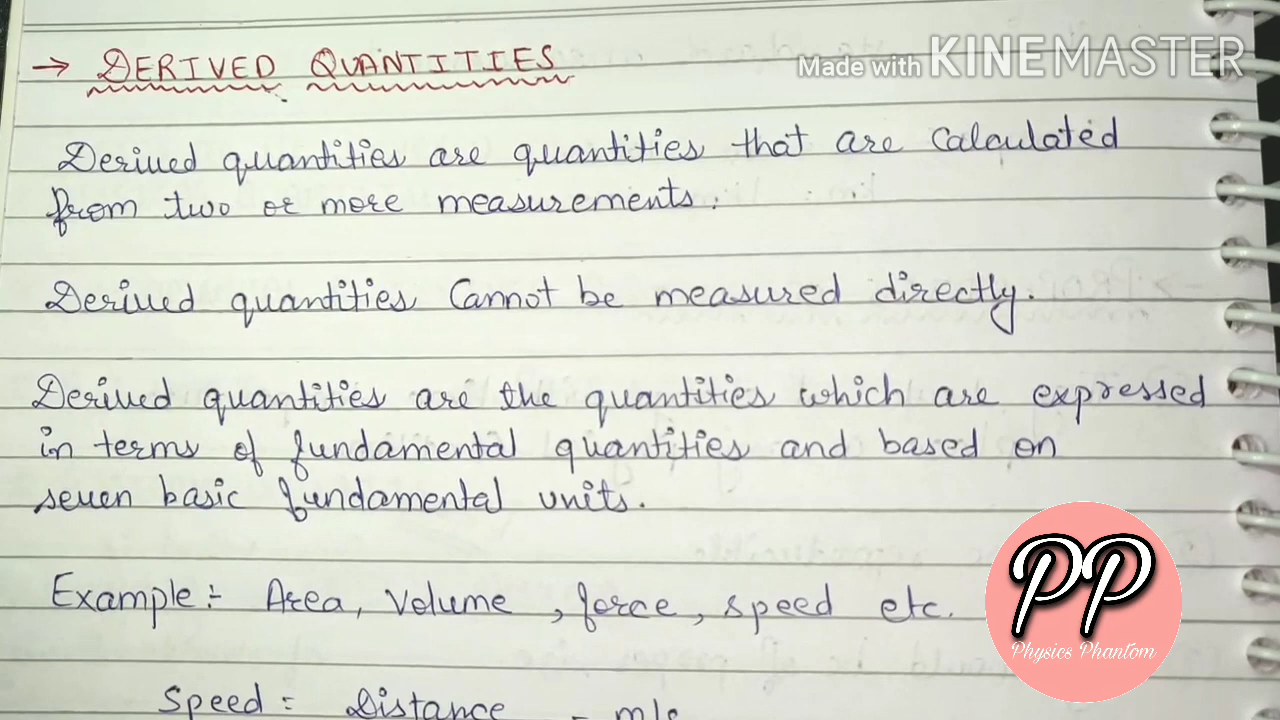 → DERIVED QUANTITIES
Made with KINEMASTER
Derived quantities are quantities that are calculated
from two or more measurements.
Derived quantities cannot be measured directly.
Derived quantities are the quantities which are expressed
in terms of fundamental quantities and based on
seven basic fundamental units.
Example:- Area, Volume, force, speed etc.
PP
Physics Phantom
Speed = Distance = m/s